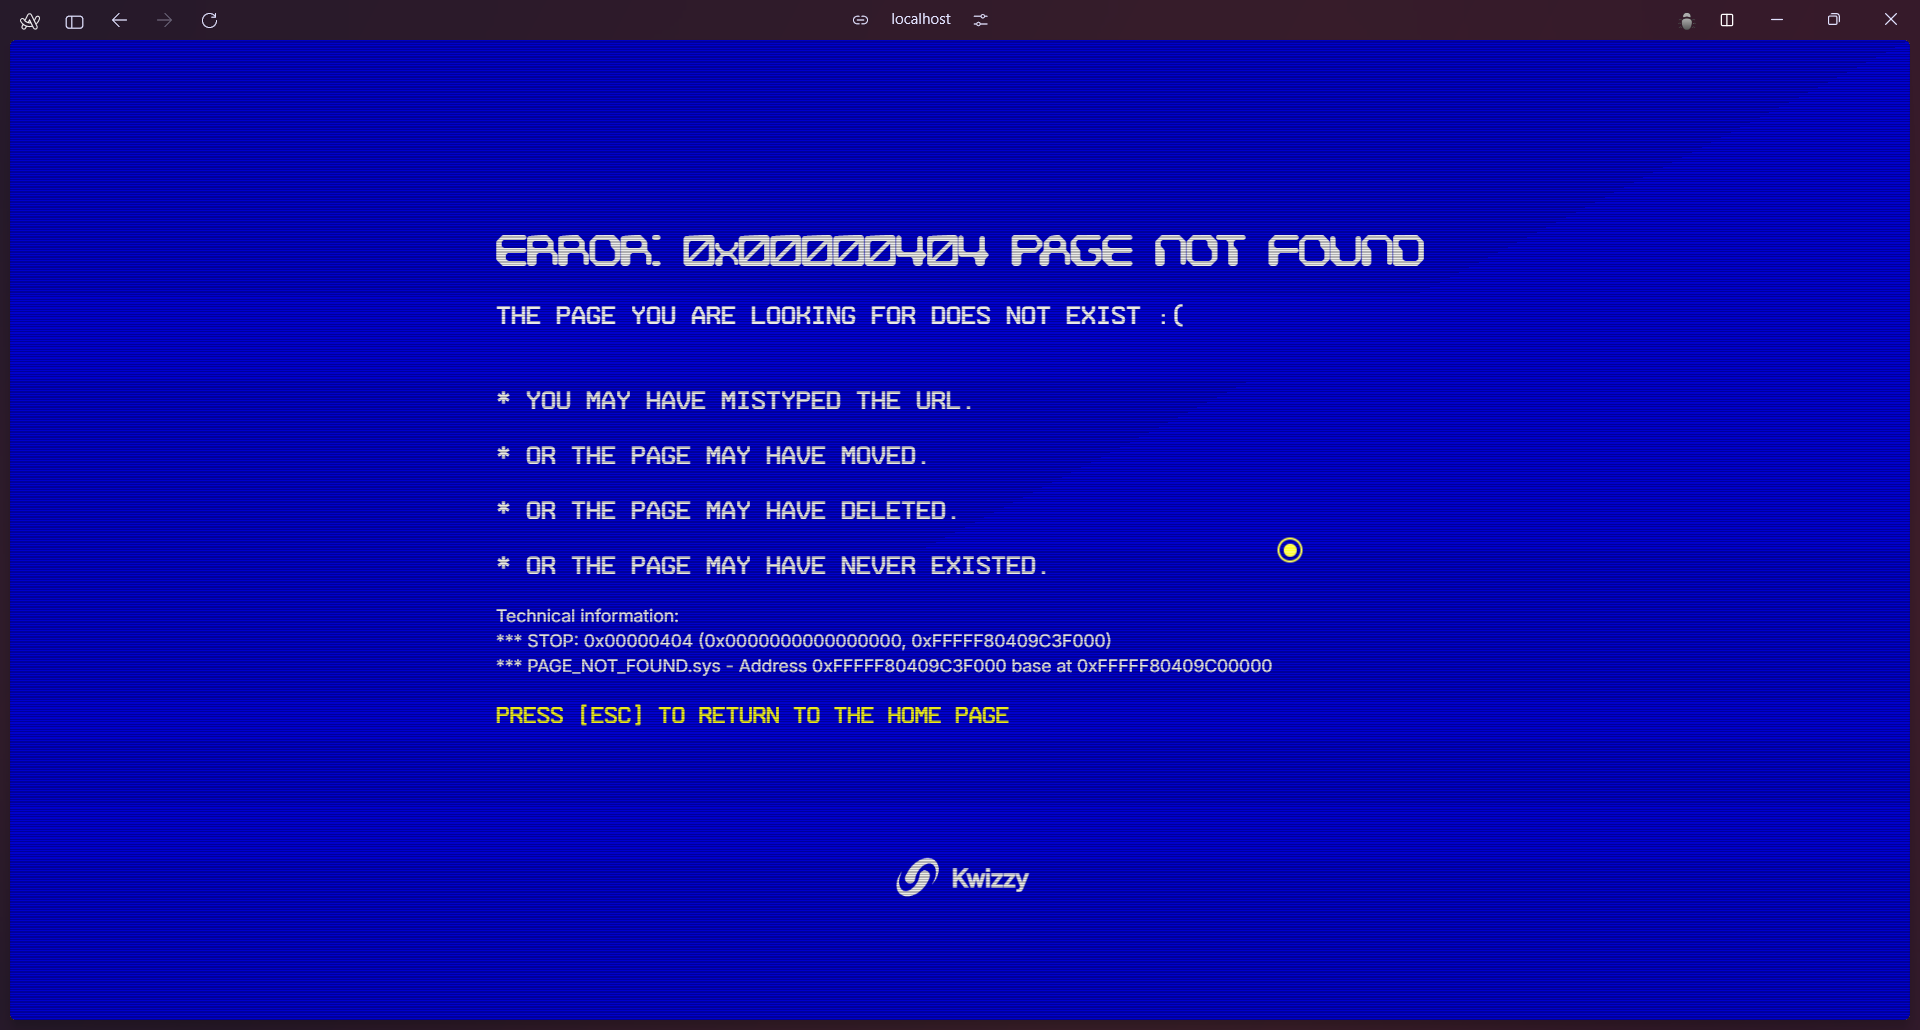 localhost
ERROR: 0x00000404 PAGE NOT FOUND
THE PAGE YOU ARE LOOKING FOR DOES NOT EXIST :(
* YOU MAY HAVE MISTYPED THE URL.
* OR THE PAGE MAY HAVE MOVED.
* OR THE PAGE MAY HAVE DELETED.
* OR THE PAGE MAY HAVE NEVER EXISTED.
Technical information:
*** STOP: 0x00000404 (0x0000000000000000, 0xFFFFF80409C3F000)
*** PAGE_NOT_FOUND.sys - Address 0xFFFFF80409C3F000 base at 0xFFFFF80409C00000
PRESS [ESC] TO RETURN TO THE HOME PAGE
Kwizzy